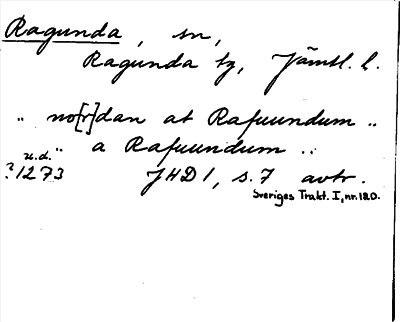 Ragunda, sn,
Ragunda tg, Jämtl. l.
„ no[r]dan at Rafuundum ..
u.d. „ a Rafuundum ..
?1273 JHD 1, s. 7 avtr.
Sveriges Trakt. I, nr. 120.